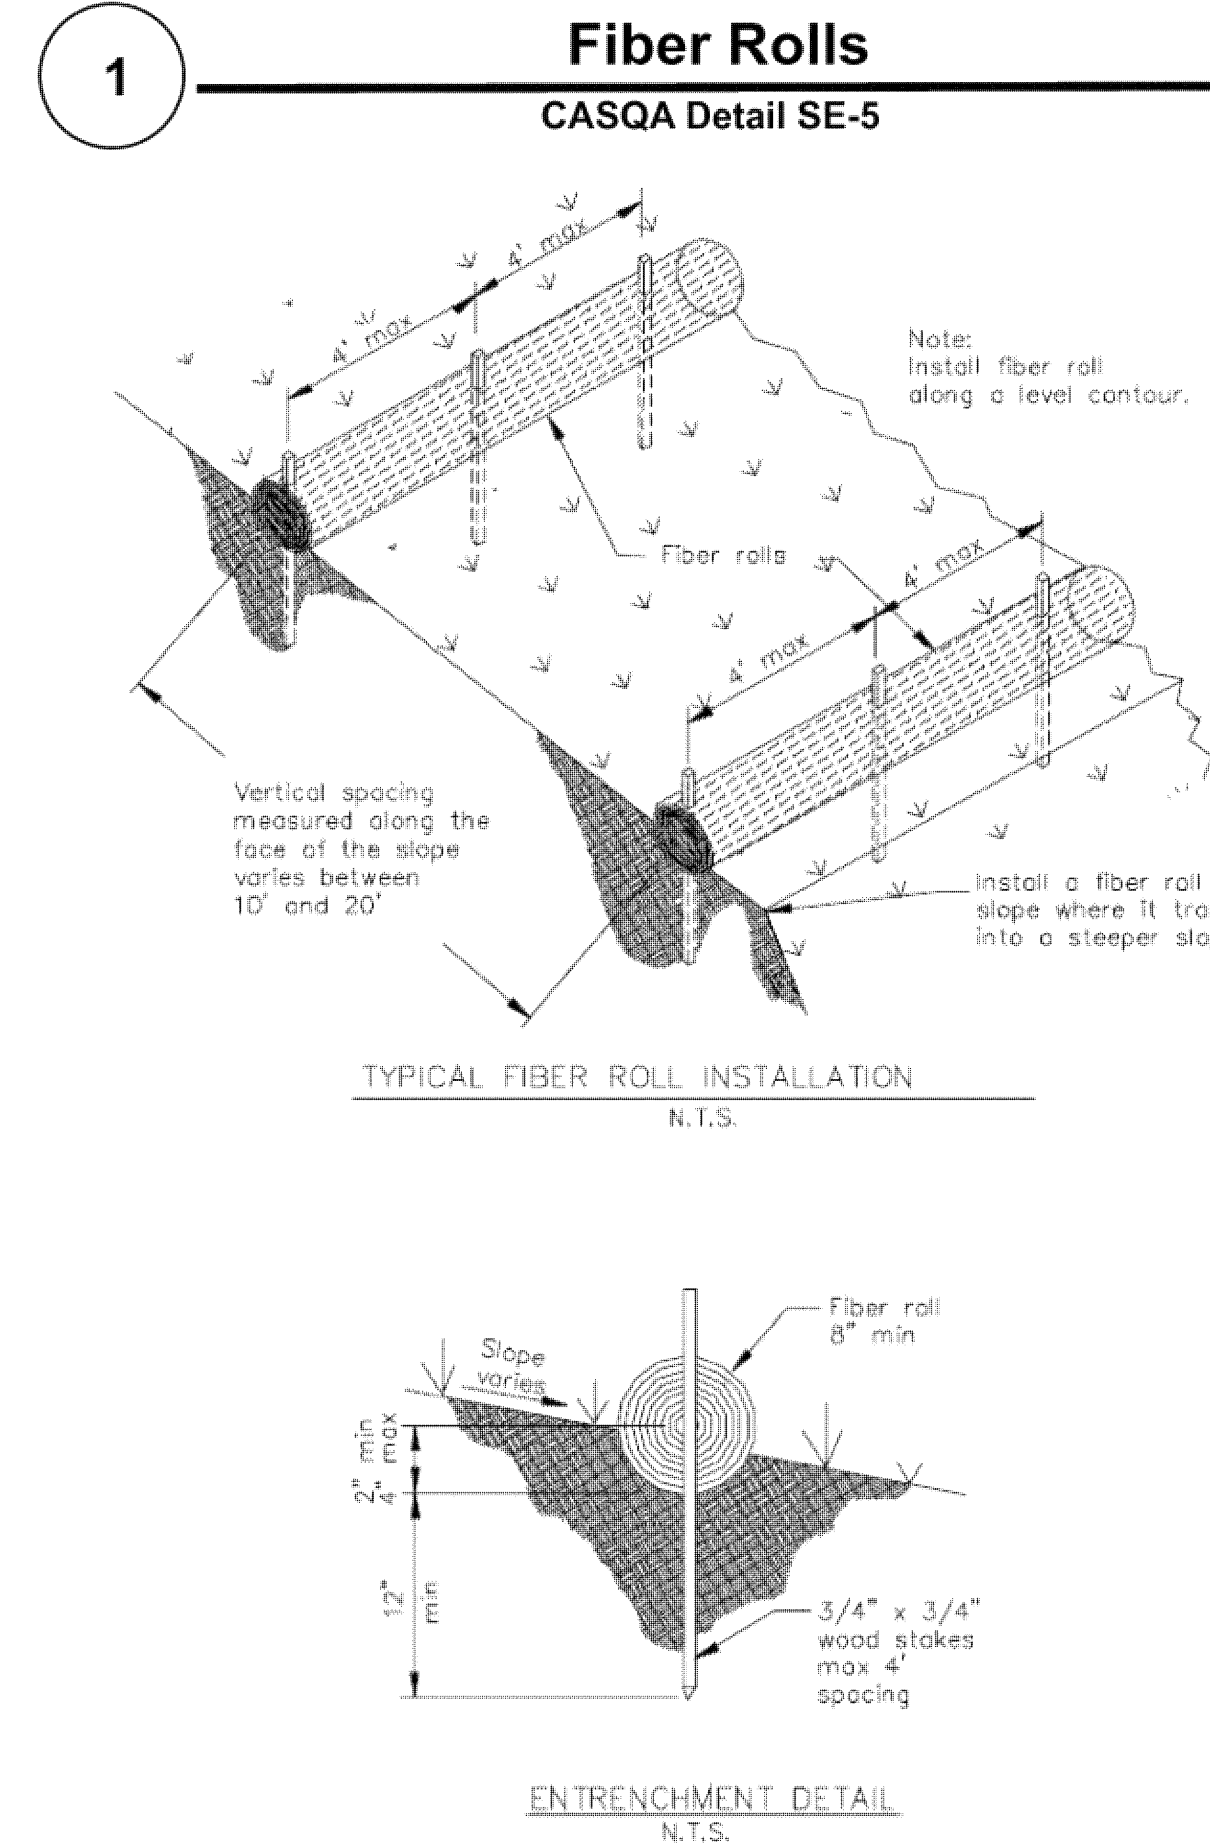 1
Fiber Rolls
CASQA Detail SE-5
4' max
4' max
Note:
Install fiber roll
along a level contour.
Fiber rolls
4' max
4' max
Vertical spacing
measured along the
face of the slope
varies between
10' and 20'
Install a fiber roll
slope where it tra
into a steeper slo
TYPICAL FIBER ROLL INSTALLATION
N.T.S.
Fiber roll
8" min
Slope
varies
2" min
4" max
12" min
3/4" x 3/4"
wood stakes
max 4'
spacing
ENTRENCHMENT DETAIL
N.T.S.